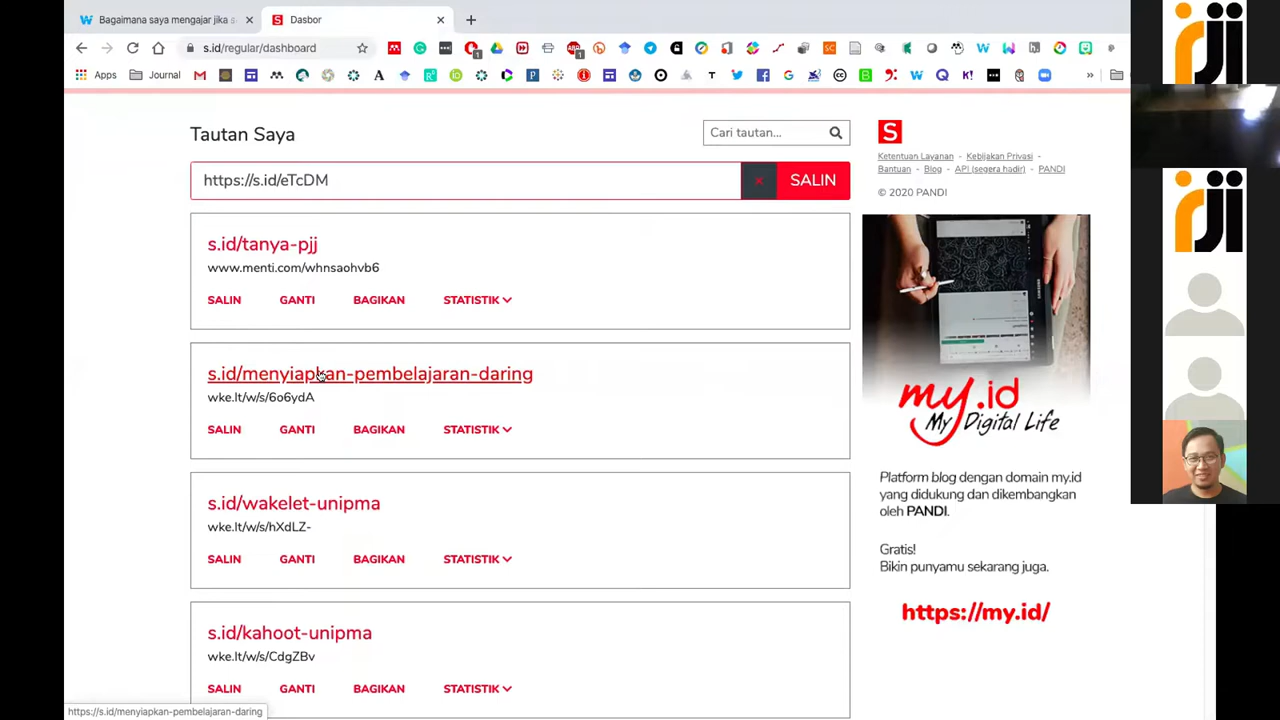 Bagaimana saya mengajar jika s
Dasbor
s.id/regular/dashboard
Apps
Journal
Tautan Saya
Cari tautan...
https://s.id/eTcDM
SALIN
s.id/tanya-pjj
www.menti.com/whnsaohvb6
SALIN GANTI BAGIKAN STATISTIK
s.id/menyiapkan-pembelajaran-daring
wke.lt/w/s/6o6ydA
SALIN GANTI BAGIKAN STATISTIK
s.id/wakelet-unipma
wke.lt/w/s/hXdLZ-
SALIN GANTI BAGIKAN STATISTIK
s.id/kahoot-unipma
wke.lt/w/s/CdgZBv
SALIN GANTI BAGIKAN STATISTIK
https://s.id/menyiapkan-pembelajaran-daring
S
Ketentuan Layanan - Kebijakan Privasi -
Bantuan - Blog - API (segera hadir) - PANDI
© 2020 PANDI
my.id
My Digital Life
Platform blog dengan domain my.id
yang didukung dan dikembangkan
oleh PANDI.
Gratis!
Bikin punyamu sekarang juga.
https://my.id/
rji
rji